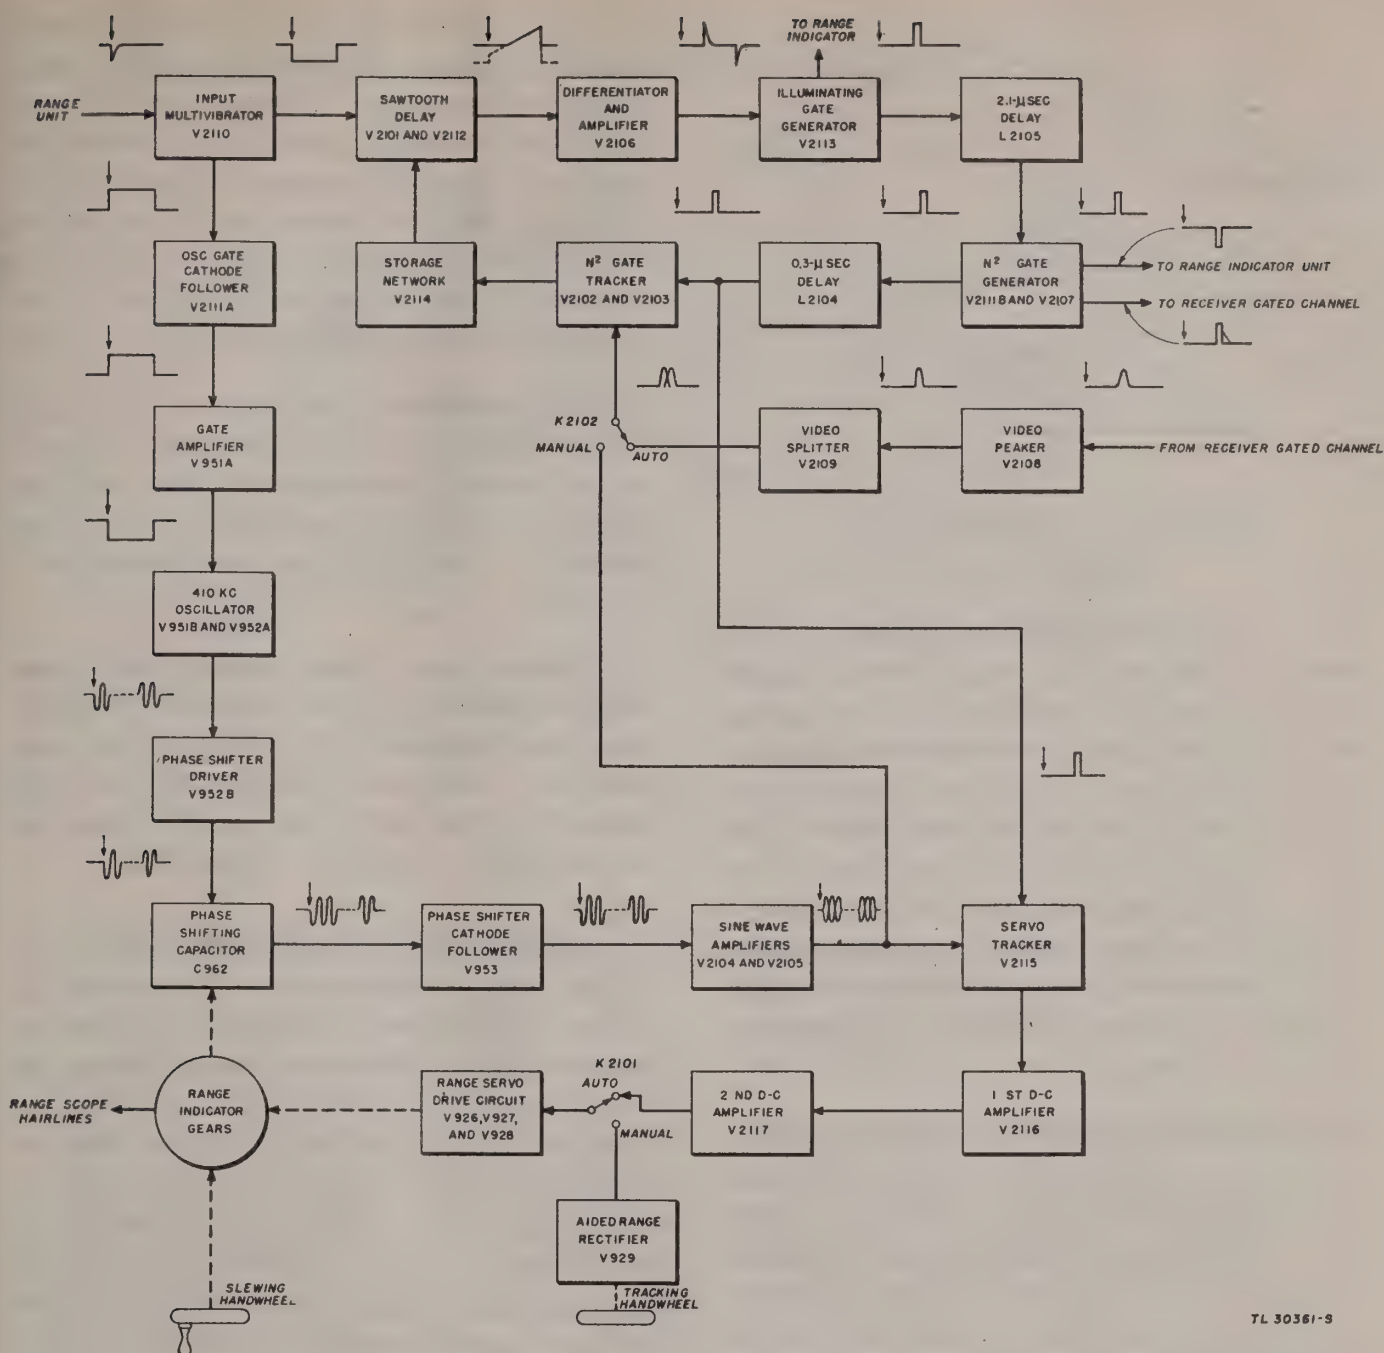 TO RANGE
INDICATOR
RANGE
UNIT
INPUT
MULTIVIBRATOR
V2110
SAWTOOTH
DELAY
V2101 AND V2112
DIFFERENTIATOR
AND
AMPLIFIER
V2106
ILLUMINATING
GATE
GENERATOR
V2113
2.1-μSEC
DELAY
L2105
OSC GATE
CATHODE
FOLLOWER
V2111A
STORAGE
NETWORK
V2114
N² GATE
TRACKER
V2102 AND V2103
0.3-μSEC
DELAY
L2104
N² GATE
GENERATOR
V2111B AND V2107
TO RANGE INDICATOR UNIT
TO RECEIVER GATED CHANNEL
GATE
AMPLIFIER
V951A
K2102
MANUAL
AUTO
VIDEO
SPLITTER
V2109
VIDEO
PEAKER
V2108
FROM RECEIVER GATED CHANNEL
410 KC
OSCILLATOR
V951B AND V952A
PHASE SHIFTER
DRIVER
V952B
PHASE
SHIFTING
CAPACITOR
C962
PHASE SHIFTER
CATHODE
FOLLOWER
V953
SINE WAVE
AMPLIFIERS
V2104 AND V2105
SERVO
TRACKER
V2115
RANGE SCOPE
HAIRLINES
RANGE
INDICATOR
GEARS
RANGE SERVO
DRIVE CIRCUIT
V926,V927,
AND V928
K2101
AUTO
MANUAL
2 ND D-C
AMPLIFIER
V2117
1 ST D-C
AMPLIFIER
V2116
AIDED RANGE
RECTIFIER
V929
SLEWING
HANDWHEEL
TRACKING
HANDWHEEL
TL 30361-S